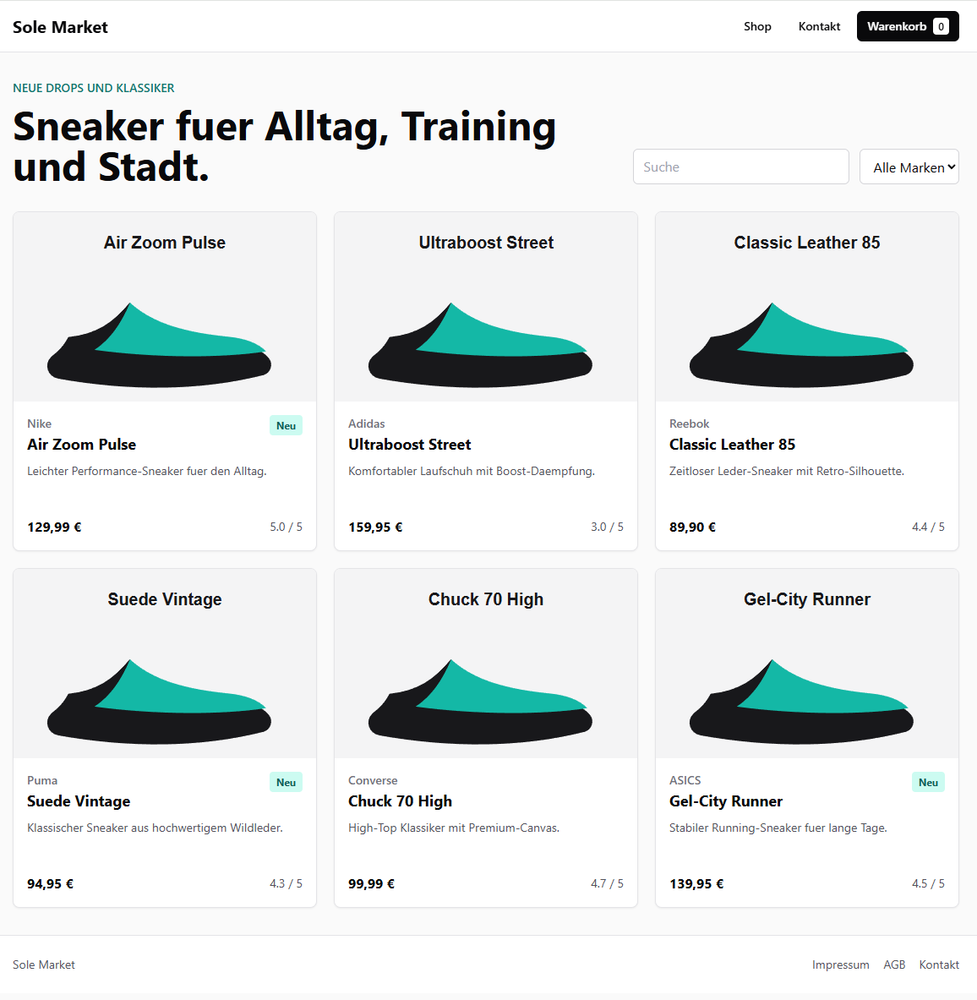 Sole Market
Shop
Kontakt
Warenkorb 0
NEUE DROPS UND KLASSIKER
Sneaker fuer Alltag, Training
und Stadt.
Suche
Alle Marken
Air Zoom Pulse
Nike
Neu
Air Zoom Pulse
Leichter Performance-Sneaker fuer den Alltag.
129,99 €
5.0 / 5
Ultraboost Street
Adidas
Ultraboost Street
Komfortabler Laufschuh mit Boost-Daempfung.
159,95 €
3.0 / 5
Classic Leather 85
Reebok
Classic Leather 85
Zeitloser Leder-Sneaker mit Retro-Silhouette.
89,90 €
4.4 / 5
Suede Vintage
Puma
Neu
Suede Vintage
Klassischer Sneaker aus hochwertigem Wildleder.
94,95 €
4.3 / 5
Chuck 70 High
Converse
Chuck 70 High
High-Top Klassiker mit Premium-Canvas.
99,99 €
4.7 / 5
Gel-City Runner
ASICS
Neu
Gel-City Runner
Stabiler Running-Sneaker fuer lange Tage.
139,95 €
4.5 / 5
Sole Market
Impressum
AGB
Kontakt